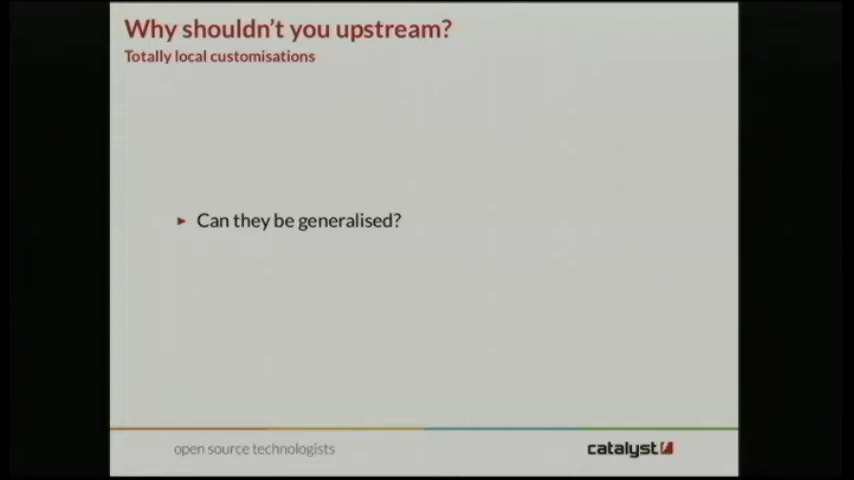 Why shouldn't you upstream?
Totally local customisations
Can they be generalised?
open source technologists
catalyst